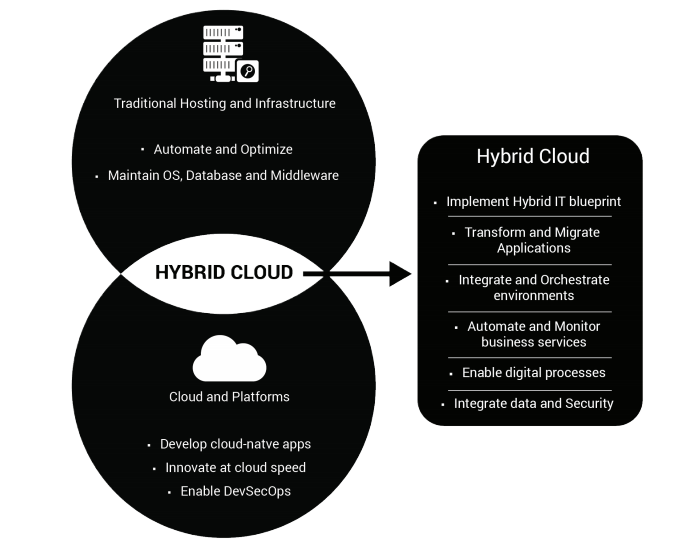 Traditional Hosting and Infrastructure
• Automate and Optimize
• Maintain OS, Database and Middleware
HYBRID CLOUD
Cloud and Platforms
• Develop cloud-natve apps
• Innovate at cloud speed
• Enable DevSecOps
Hybrid Cloud
• Implement Hybrid IT blueprint
• Transform and Migrate
Applications
• Integrate and Orchestrate
environments
• Automate and Monitor
business services
• Enable digital processes
• Integrate data and Security